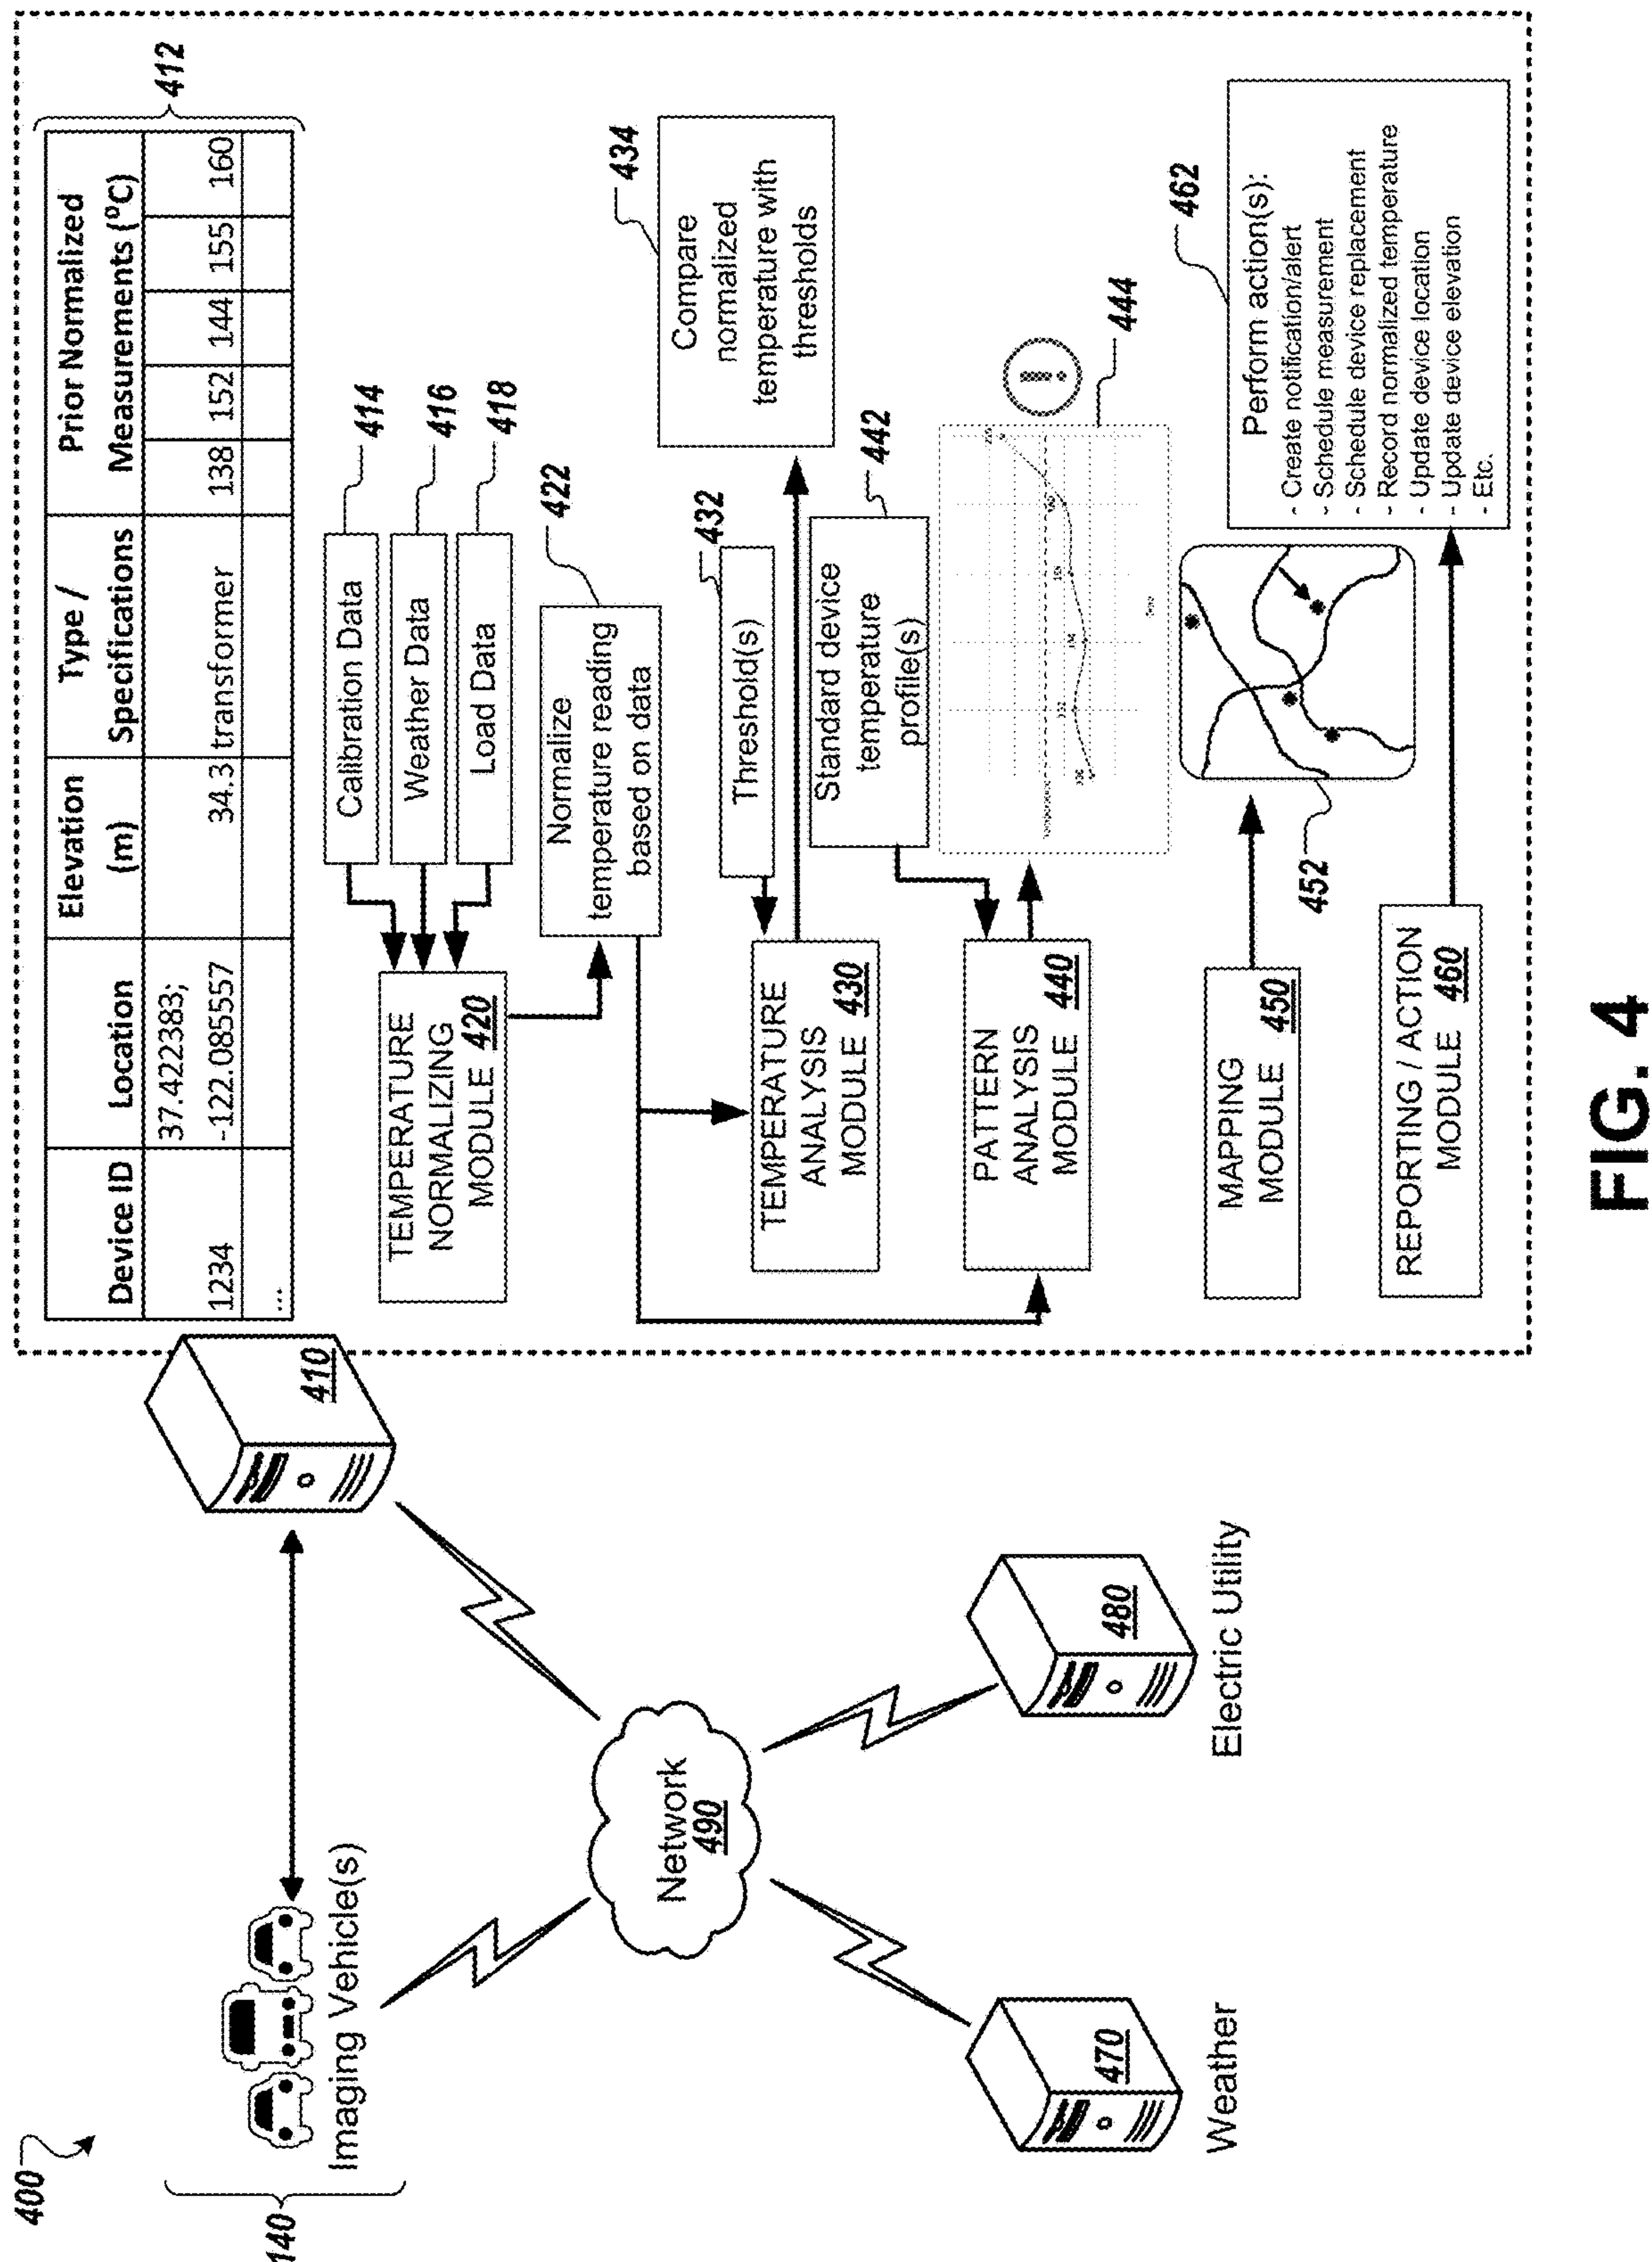 400
140
Imaging Vehicle(s)
410
Network
490
Weather
470
Electric Utility
480
412
Device ID
Location
Elevation
(m)
Type /
Specifications
Prior Normalized
Measurements (⁰C)
1234
37.422383;
-122.085557
34.3
transformer
138
152
144
155
160
...
Calibration Data
414
Weather Data
416
Load Data
418
TEMPERATURE
NORMALIZING
MODULE 420
Normalize
temperature reading
based on data
422
Threshold(s)
432
TEMPERATURE
ANALYSIS
MODULE 430
Compare
normalized
temperature with
thresholds
434
Standard device
temperature
profile(s)
442
PATTERN
ANALYSIS
MODULE 440
!
444
MAPPING
MODULE 450
452
REPORTING / ACTION
MODULE 460
462
Perform action(s):
- Create notification/alert
- Schedule measurement
- Schedule device replacement
- Record normalized temperature
- Update device location
- Update device elevation
- Etc.
FIG. 4